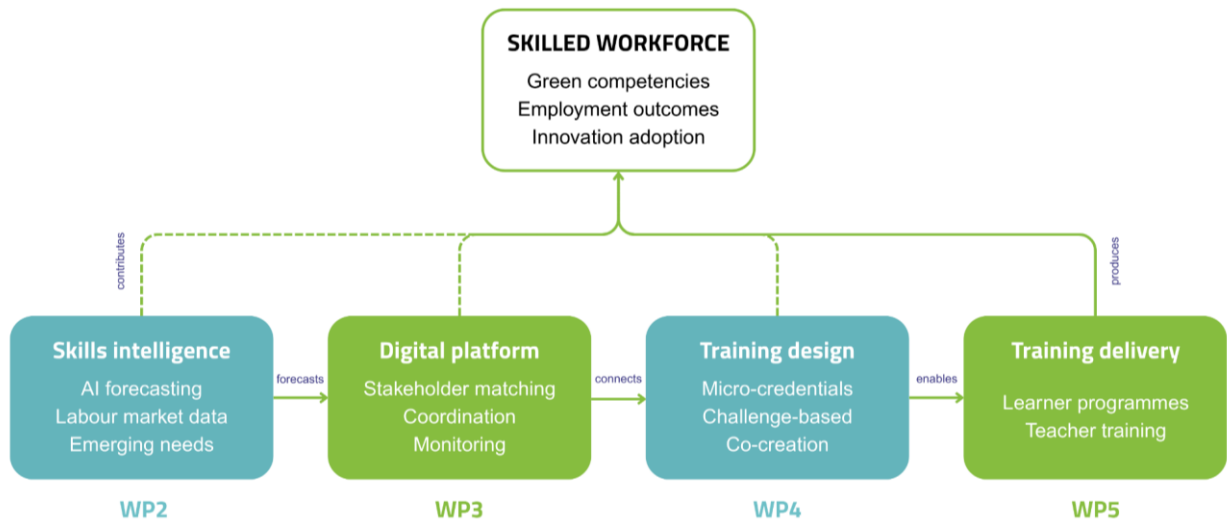 SKILLED WORKFORCE
Green competencies
Employment outcomes
Innovation adoption
contributes
produces
Skills intelligence
AI forecasting
Labour market data
Emerging needs
forecasts
Digital platform
Stakeholder matching
Coordination
Monitoring
connects
Training design
Micro-credentials
Challenge-based
Co-creation
enables
Training delivery
Learner programmes
Teacher training
WP2
WP3
WP4
WP5